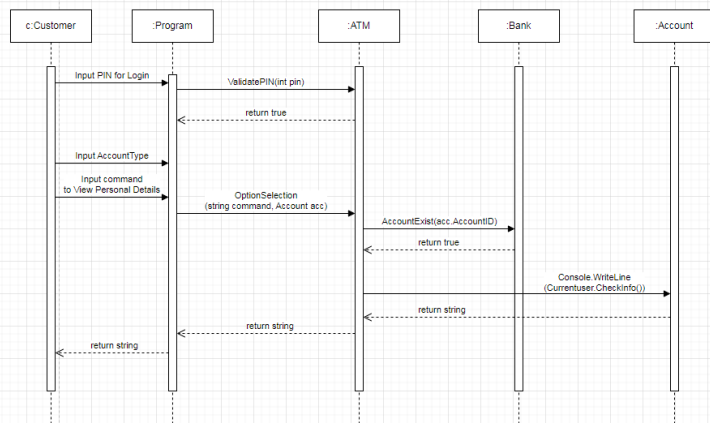 c:Customer
:Program
:ATM
:Bank
:Account
Input PIN for Login
ValidatePIN(int pin)
return true
Input AccountType
Input command
to View Personal Details
OptionSelection
(string command, Account acc)
AccountExist(acc.AccountID)
return true
Console.WriteLine
(Currentuser.CheckInfo())
return string
return string
return string